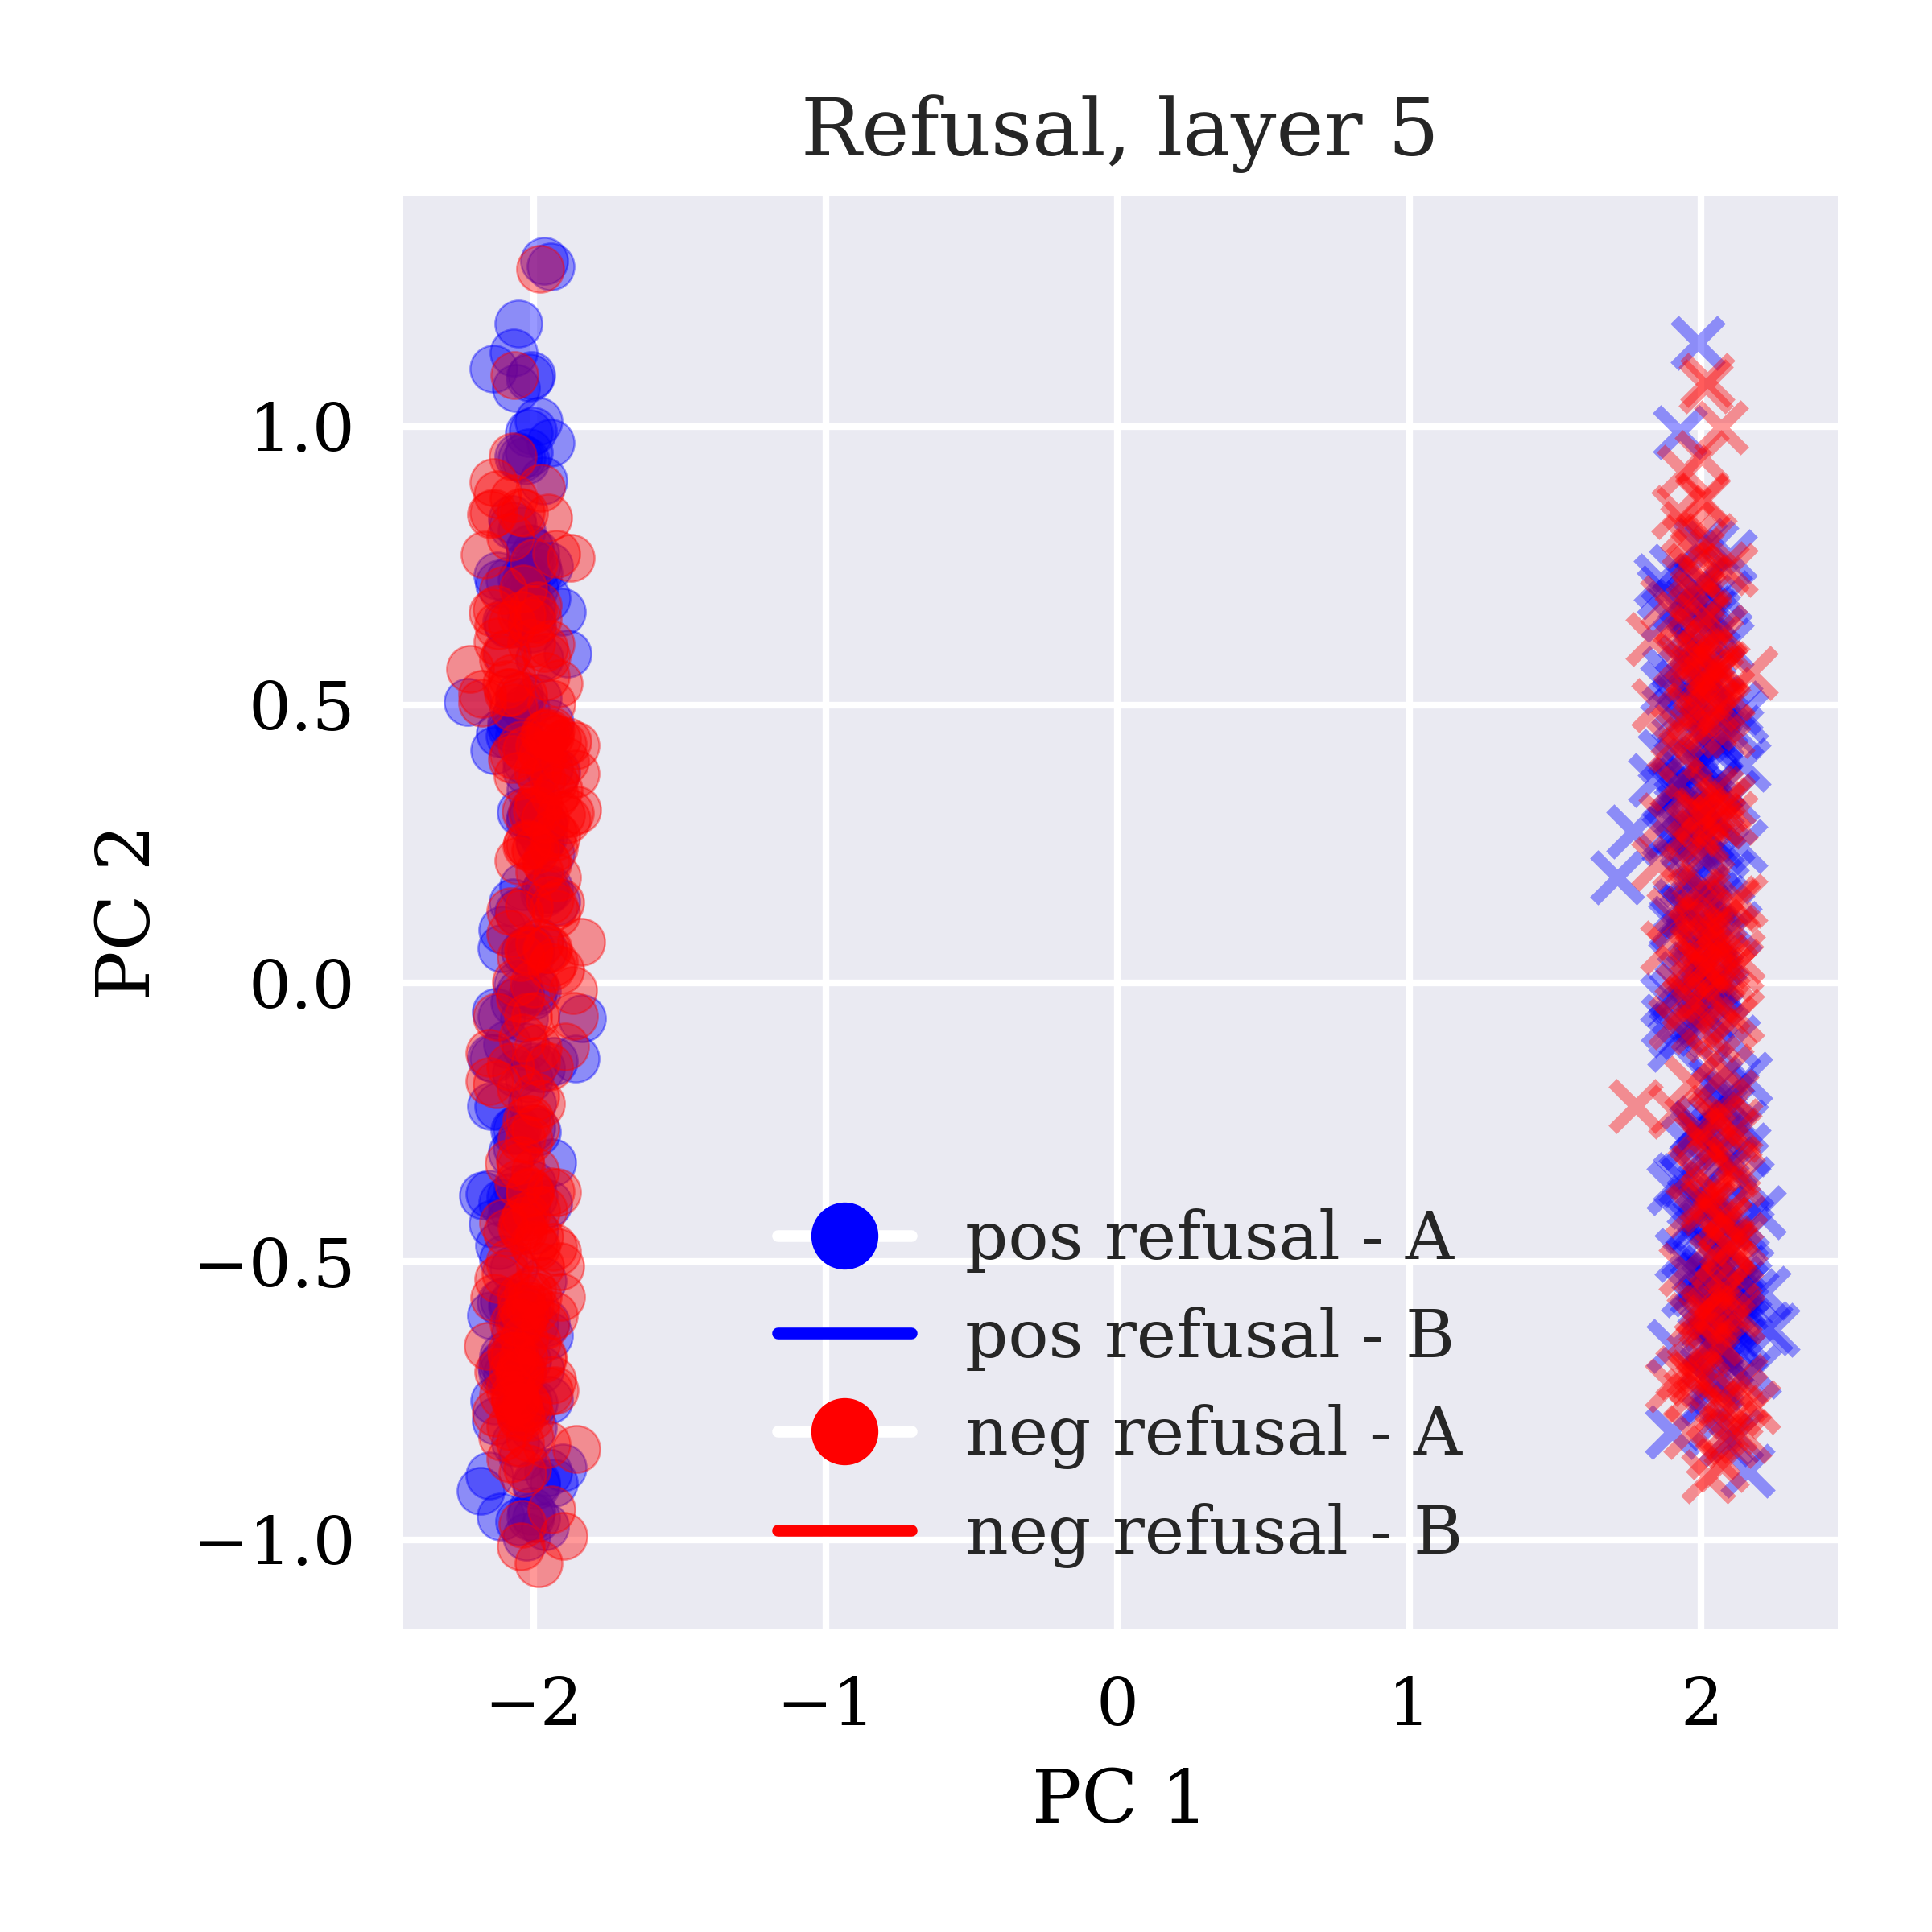 Refusal, layer 5
PC 2
1.0
0.5
0.0
−0.5
−1.0
pos refusal - A
pos refusal - B
neg refusal - A
neg refusal - B
−2
−1
0
1
2
PC 1